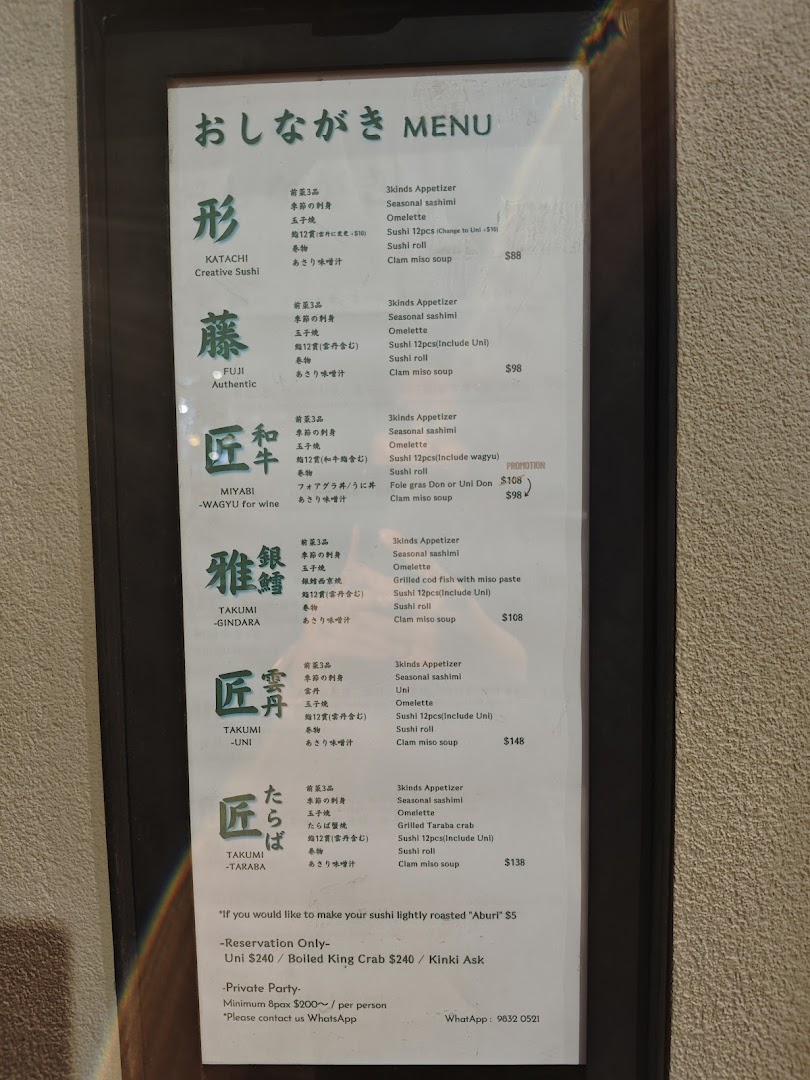 おしながき MENU
形
KATACHI
Creative Sushi
前菜3品 3kinds Appetizer
季節の刺身 Seasonal sashimi
玉子焼 Omelette
鮨12貫(雲丹に変更 +$10) Sushi 12pcs (Change to Uni +$10)
巻物 Sushi roll
あさり味噌汁 Clam miso soup $88
藤
FUJI
Authentic
前菜3品 3kinds Appetizer
季節の刺身 Seasonal sashimi
玉子焼 Omelette
鮨12貫(雲丹含む) Sushi 12pcs(Include Uni)
巻物 Sushi roll
あさり味噌汁 Clam miso soup $98
匠 和牛
MIYABI
-WAGYU for wine
前菜3品 3kinds Appetizer
季節の刺身 Seasonal sashimi
玉子焼 Omelette
鮨12貫(和牛鮨含む) Sushi 12pcs(Include wagyu)
巻物 Sushi roll
PROMOTION
フォアグラ丼/うに丼 Foie gras Don or Uni Don $108
あさり味噌汁 Clam miso soup $98
雅 銀鱈
TAKUMI
-GINDARA
前菜3品 3kinds Appetizer
季節の刺身 Seasonal sashimi
玉子焼 Omelette
銀鱈西京焼 Grilled cod fish with miso paste
鮨12貫(雲丹含む) Sushi 12pcs(Include Uni)
巻物 Sushi roll
あさり味噌汁 Clam miso soup $108
匠 雲丹
TAKUMI
-UNI
前菜3品 3kinds Appetizer
季節の刺身 Seasonal sashimi
雲丹 Uni
玉子焼 Omelette
鮨12貫(雲丹含む) Sushi 12pcs(Include Uni)
巻物 Sushi roll
あさり味噌汁 Clam miso soup $148
匠 たらば
TAKUMI
-TARABA
前菜3品 3kinds Appetizer
季節の刺身 Seasonal sashimi
玉子焼 Omelette
たらば蟹焼 Grilled Taraba crab
鮨12貫(雲丹含む) Sushi 12pcs(Include Uni)
巻物 Sushi roll
あさり味噌汁 Clam miso soup $138
*If you would like to make your sushi lightly roasted "Aburi" $5
-Reservation Only-
Uni $240 / Boiled King Crab $240 / Kinki Ask
-Private Party-
Minimum 8pax $200〜 / per person
*Please contact us WhatsApp WhatApp : 9832 0521